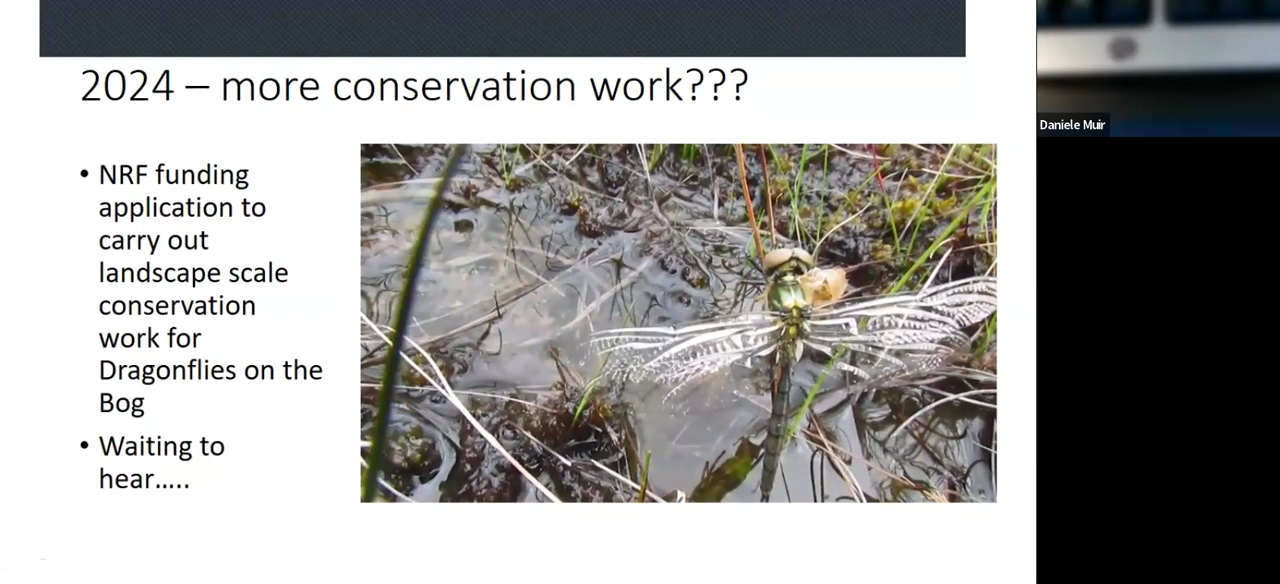 2024 – more conservation work???
• NRF funding
application to
carry out
landscape scale
conservation
work for
Dragonflies on the
Bog
• Waiting to
hear…..
Daniele Muir